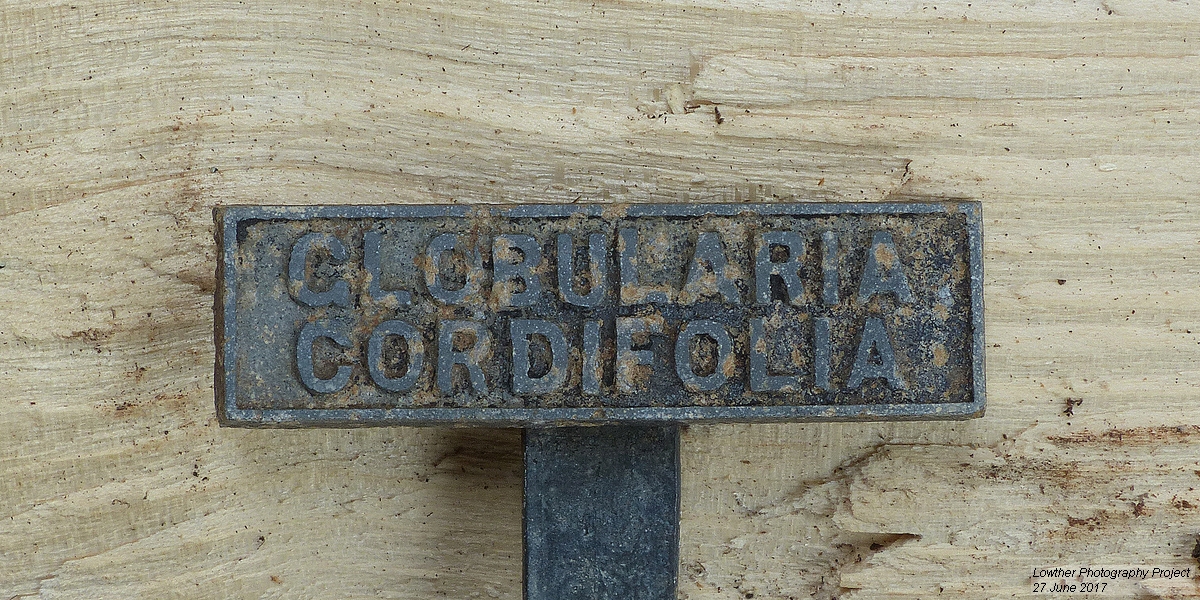 GLOBULARIA
CORDIFOLIA
Lowther Photography Project
27 June 2017